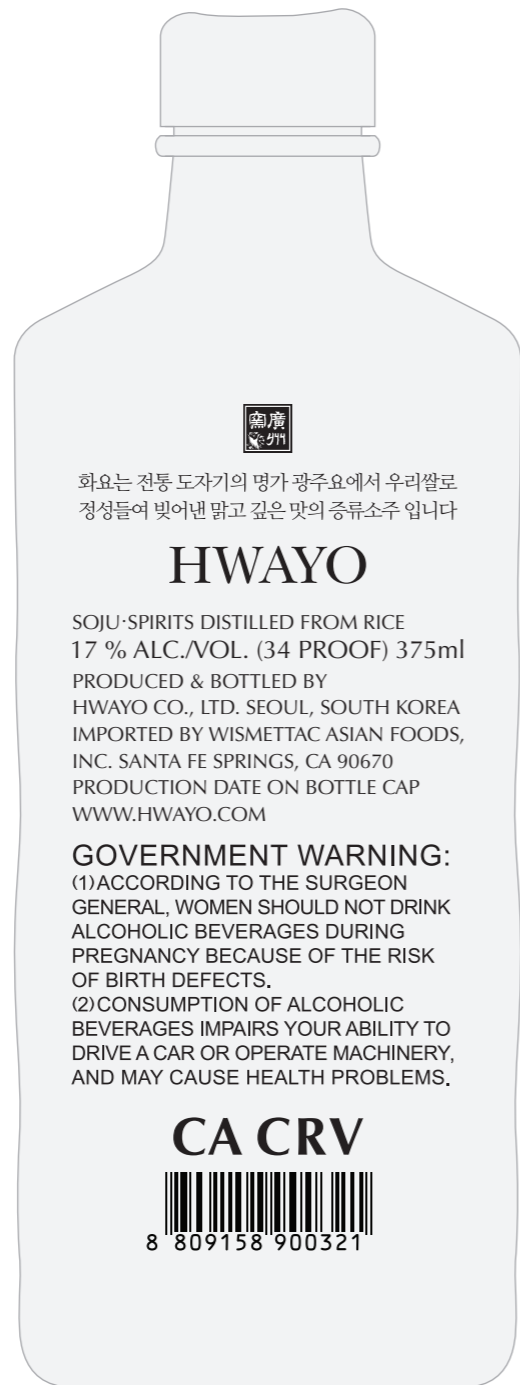 窯廣
화요는 전통 도자기의 명가 광주요에서 우리쌀로
정성들여 빚어낸 맑고 깊은 맛의 증류소주 입니다
HWAYO
SOJU·SPIRITS DISTILLED FROM RICE
17 % ALC./VOL. (34 PROOF) 375ml
PRODUCED & BOTTLED BY
HWAYO CO., LTD. SEOUL, SOUTH KOREA
IMPORTED BY WISMETTAC ASIAN FOODS,
INC. SANTA FE SPRINGS, CA 90670
PRODUCTION DATE ON BOTTLE CAP
WWW.HWAYO.COM
GOVERNMENT WARNING:
(1)ACCORDING TO THE SURGEON
GENERAL, WOMEN SHOULD NOT DRINK
ALCOHOLIC BEVERAGES DURING
PREGNANCY BECAUSE OF THE RISK
OF BIRTH DEFECTS.
(2)CONSUMPTION OF ALCOHOLIC
BEVERAGES IMPAIRS YOUR ABILITY TO
DRIVE A CAR OR OPERATE MACHINERY,
AND MAY CAUSE HEALTH PROBLEMS.
CA CRV
8 809158 900321